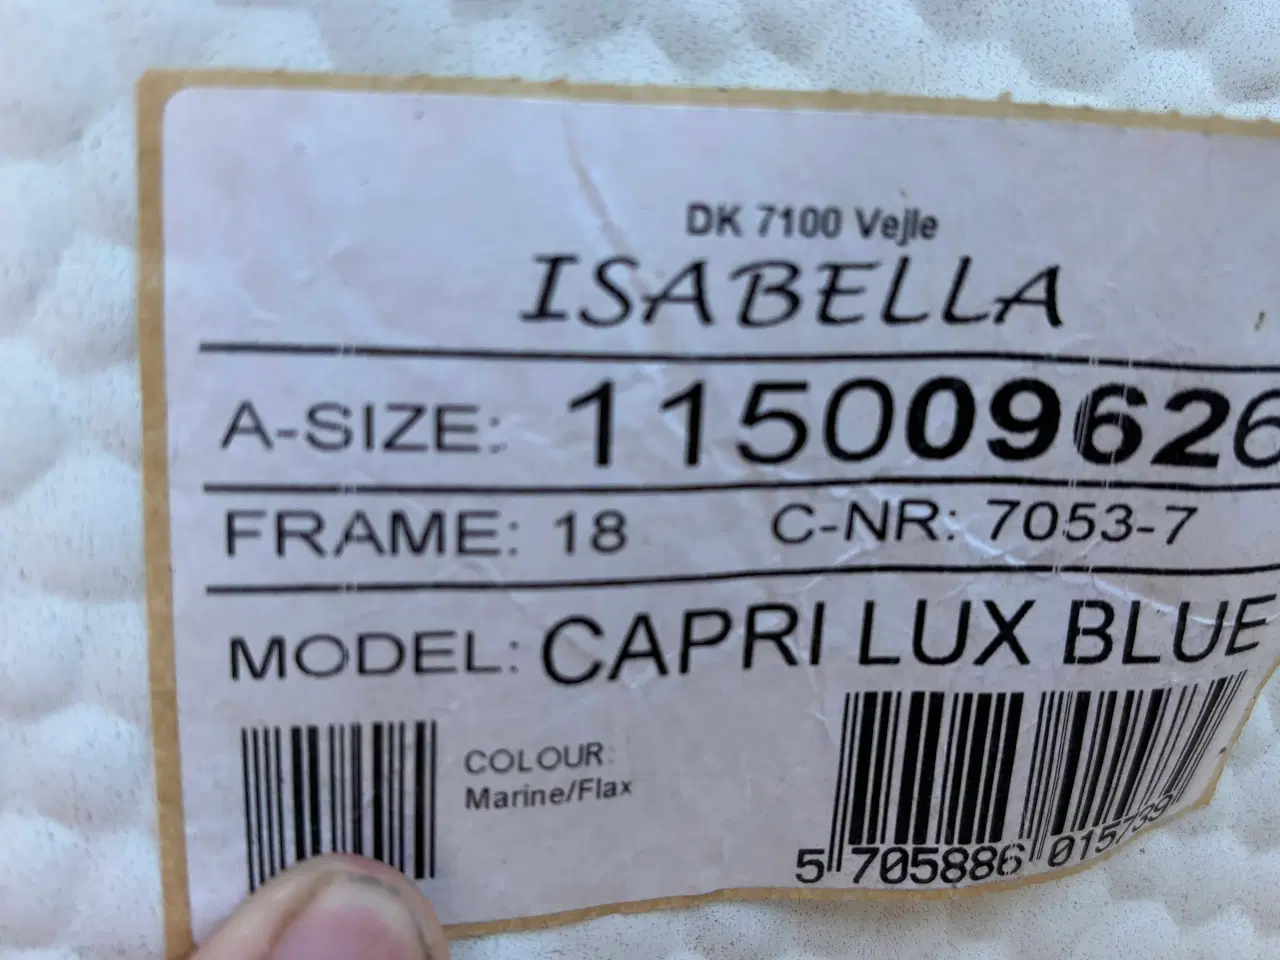 DK 7100 Vejle
ISABELLA
A-SIZE: 115009626
FRAME: 18 C-NR: 7053-7
MODEL: CAPRI LUX BLUE
COLOUR:
Marine/Flax
5 705886 015739